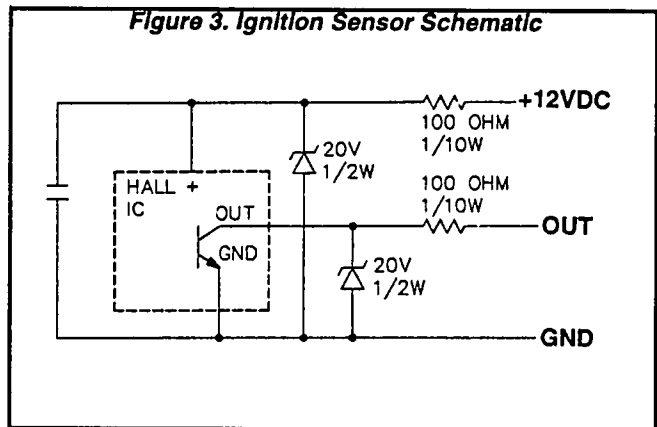 Figure 3. Ignition Sensor Schematic
+12VDC
100 OHM
1/10W
20V
1/2W
HALL +
IC
OUT
GND
100 OHM
1/10W
OUT
20V
1/2W
GND